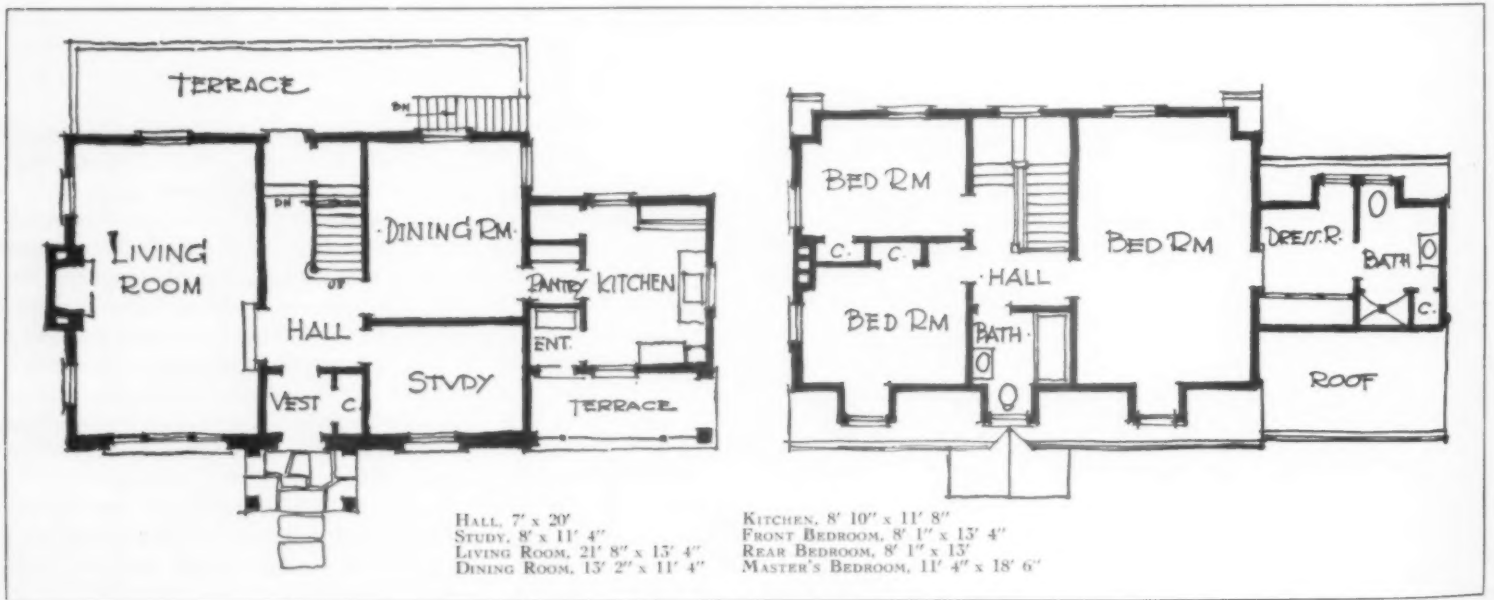 TERRACE
DN
LIVING
ROOM
DN
UP
DINING RM.
PANTRY
KITCHEN
HALL
ENT.
STUDY
VEST
C.
TERRACE
BED RM
C.
C.
BED RM
HALL
BATH
BED RM
DRESS. R.
BATH
C.
ROOF
HALL, 7' x 20'
STUDY, 8' x 11' 4"
LIVING ROOM, 21' 8" x 13' 4"
DINING ROOM, 13' 2" x 11' 4"
KITCHEN, 8' 10" x 11' 8"
FRONT BEDROOM, 8' 1" x 13' 4"
REAR BEDROOM, 8' 1" x 13'
MASTER'S BEDROOM, 11' 4" x 18' 6"